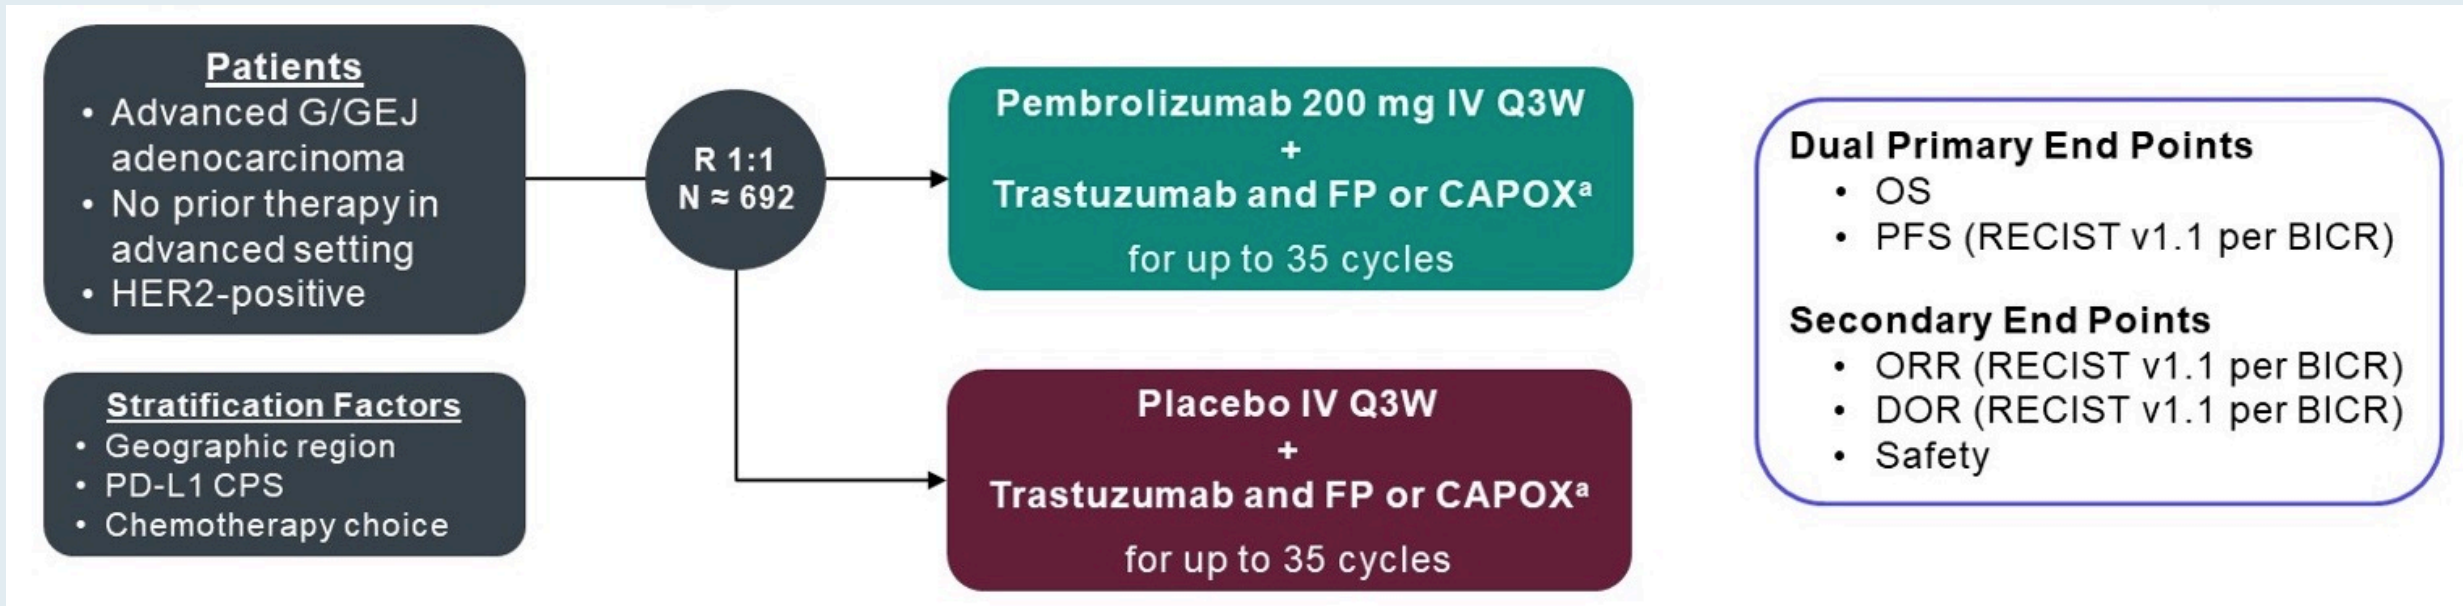 Patients
• Advanced G/GEJ
adenocarcinoma
• No prior therapy in
advanced setting
• HER2-positive
Stratification Factors
• Geographic region
• PD-L1 CPS
• Chemotherapy choice
R 1:1
N ≈ 692
Pembrolizumab 200 mg IV Q3W
+
Trastuzumab and FP or CAPOXᵃ
for up to 35 cycles
Placebo IV Q3W
+
Trastuzumab and FP or CAPOXᵃ
for up to 35 cycles
Dual Primary End Points
• OS
• PFS (RECIST v1.1 per BICR)
Secondary End Points
• ORR (RECIST v1.1 per BICR)
• DOR (RECIST v1.1 per BICR)
• Safety